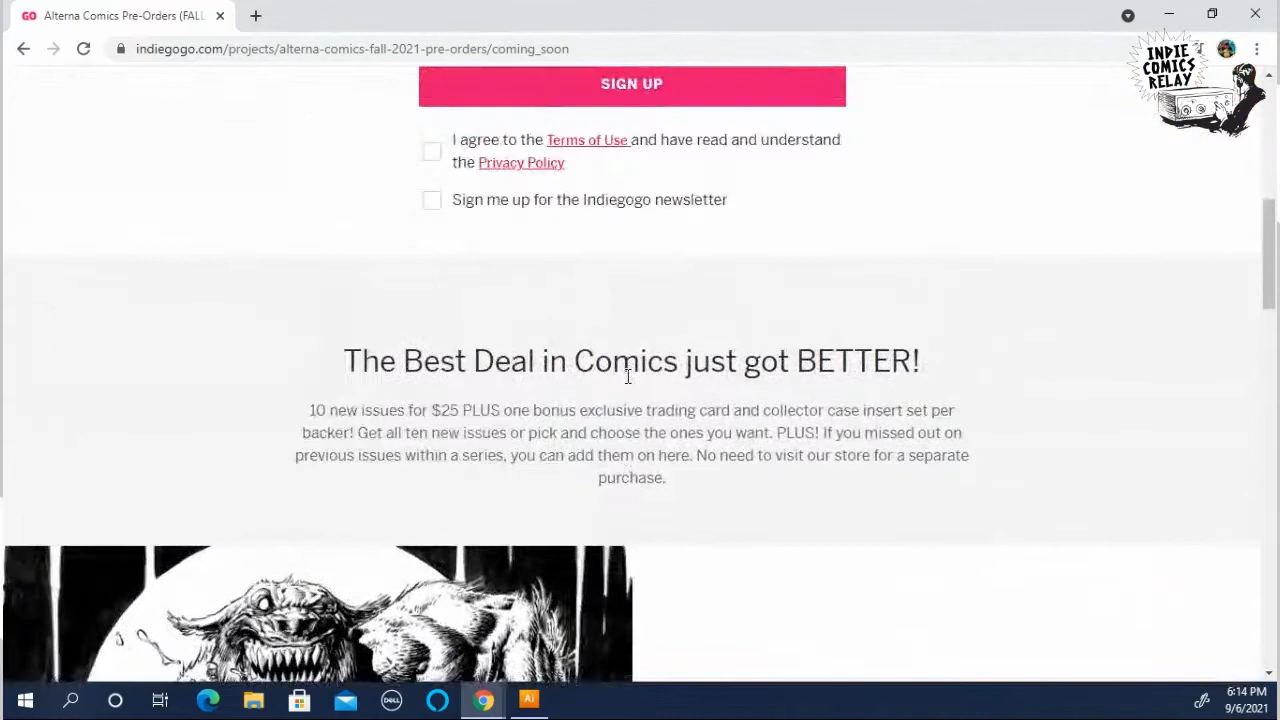 GO Alterna Comics Pre-Orders (FALL
indiegogo.com/projects/alterna-comics-fall-2021-pre-orders/coming_soon
INDIE
COMICS
RELAY
SIGN UP
I agree to the Terms of Use and have read and understand
the Privacy Policy
Sign me up for the Indiegogo newsletter
The Best Deal in Comics just got BETTER!
10 new issues for $25 PLUS one bonus exclusive trading card and collector case insert set per
backer! Get all ten new issues or pick and choose the ones you want. PLUS! If you missed out on
previous issues within a series, you can add them on here. No need to visit our store for a separate
purchase.
DELL
Ai
6:14 PM
9/6/2021